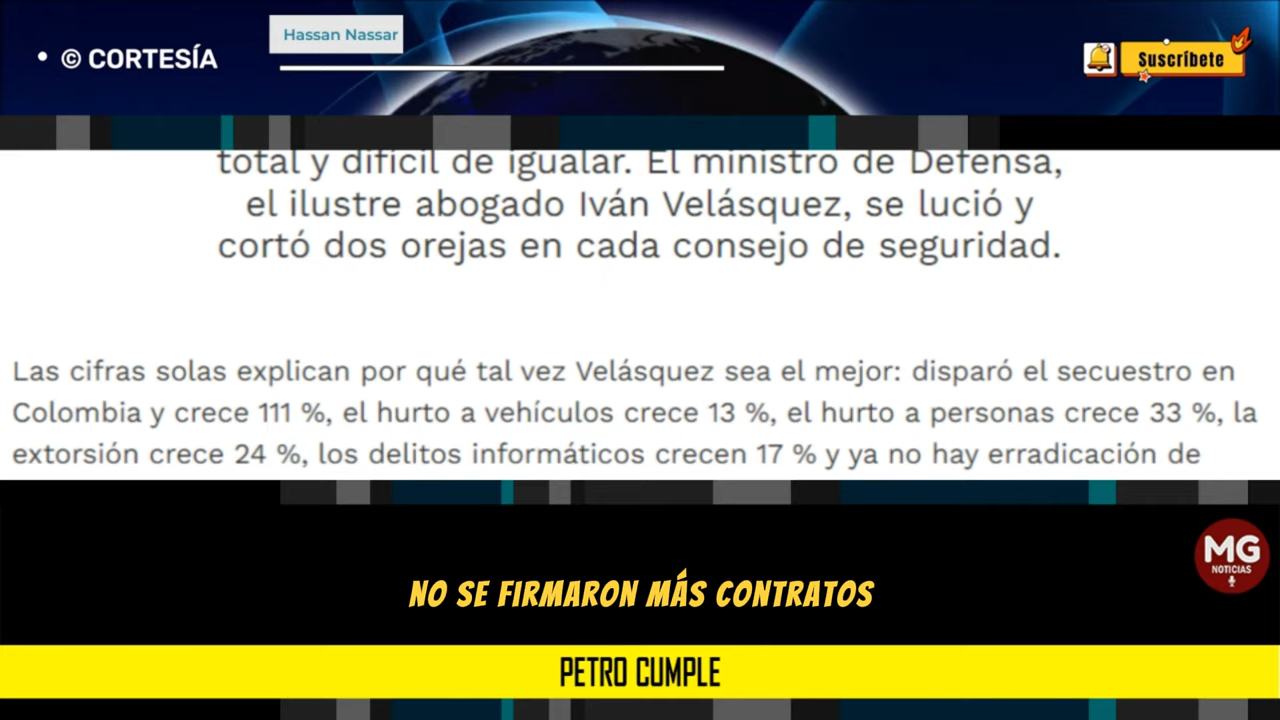 Hassan Nassar
• © CORTESÍA
Suscríbete
total y difícil de igualar. El ministro de Defensa,
el ilustre abogado Iván Velásquez, se lució y
cortó dos orejas en cada consejo de seguridad.
Las cifras solas explican por qué tal vez Velásquez sea el mejor: disparó el secuestro en
Colombia y crece 111 %, el hurto a vehículos crece 13 %, el hurto a personas crece 33 %, la
extorsión crece 24 %, los delitos informáticos crecen 17 % y ya no hay erradicación de
MG
NOTICIAS
NO SE FIRMARON MÁS CONTRATOS
PETRO CUMPLE